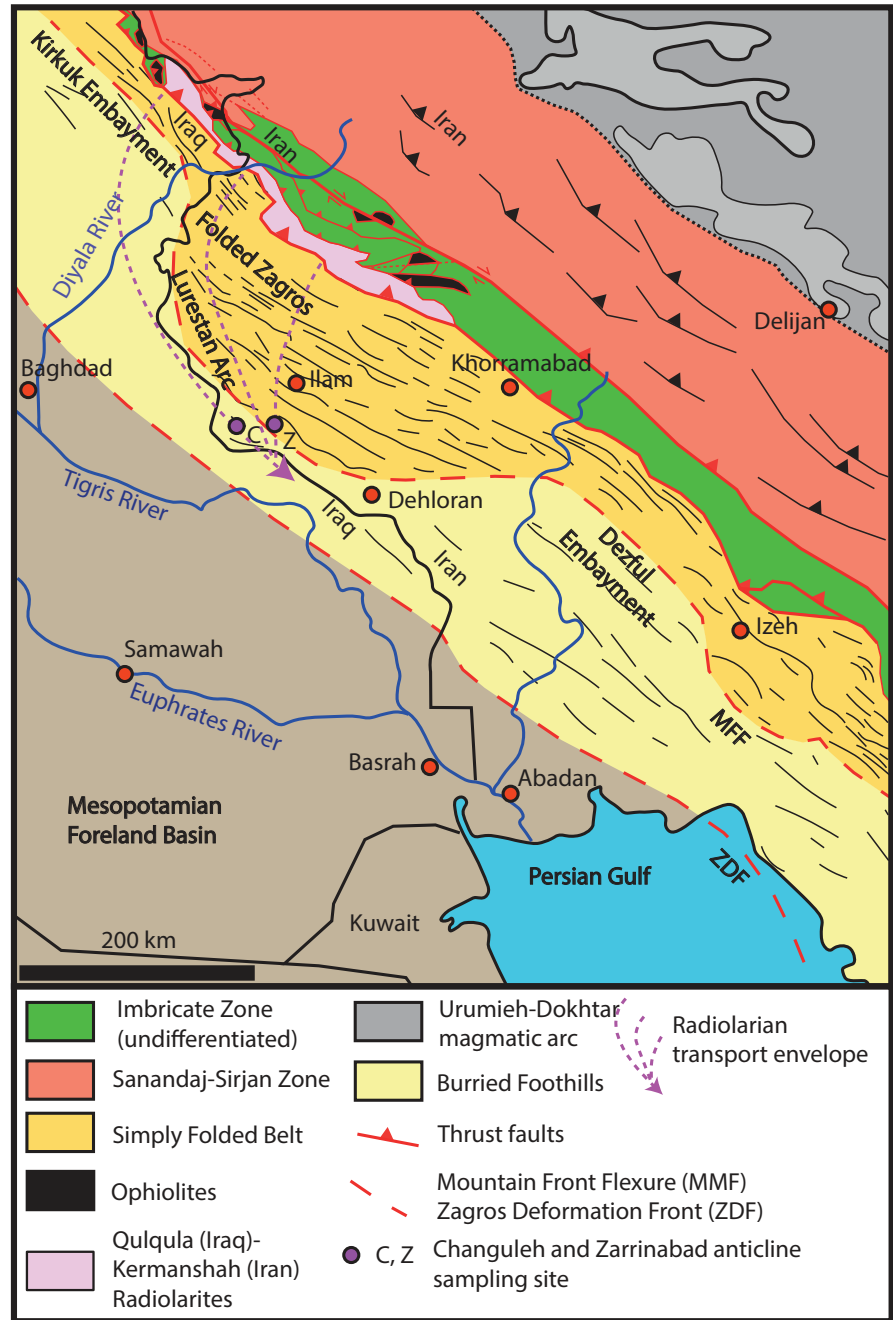 Kirkuk Embayment
Iraq
Iran
Iran
Diyala River
Folded Zagros
Lurestan Arc
Delijan
Baghdad
Ilam
Khorramabad
C
Z
Tigris River
Dehloran
Iraq
Iran
Dezful
Embayment
Izeh
Samawah
Euphrates River
MFF
Basrah
Abadan
Mesopotamian
Foreland Basin
Persian Gulf
ZDF
Kuwait
200 km
Imbricate Zone
(undifferentiated)
Urumieh-Dokhtar
magmatic arc
Radiolarian
transport envelope
Sanandaj-Sirjan Zone
Burried Foothills
Simply Folded Belt
Thrust faults
Ophiolites
Mountain Front Flexure (MMF)
Zagros Deformation Front (ZDF)
Qulqula (Iraq)-
Kermanshah (Iran)
Radiolarites
C, Z
Changuleh and Zarrinabad anticline
sampling site